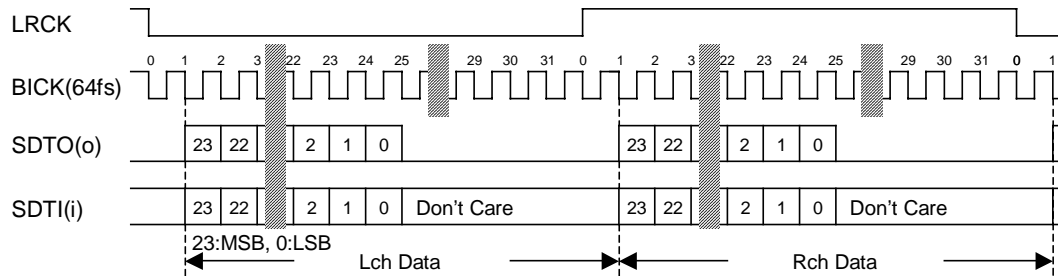 LRCK
0 1 2 3 22 23 24 25 29 30 31 0 1 2 3 22 23 24 25 29 30 31 0 1
BICK(64fs)
SDTO(o) 23 22 2 1 0 23 22 2 1 0
SDTI(i) 23 22 2 1 0 Don't Care 23 22 2 1 0 Don't Care
23:MSB, 0:LSB
Lch Data Rch Data